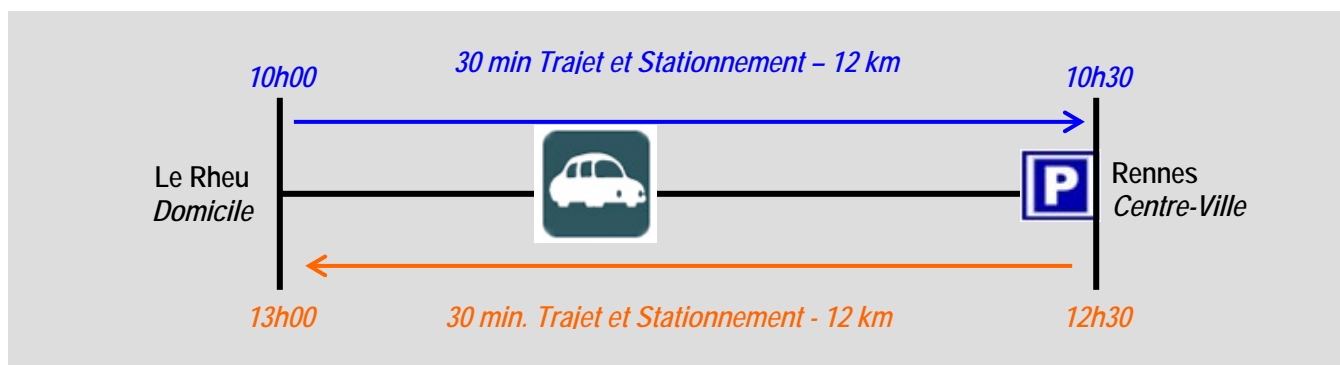 30 min Trajet et Stationnement – 12 km
10h00
10h30
Le Rheu
Domicile
P
Rennes
Centre-Ville
13h00
30 min. Trajet et Stationnement - 12 km
12h30